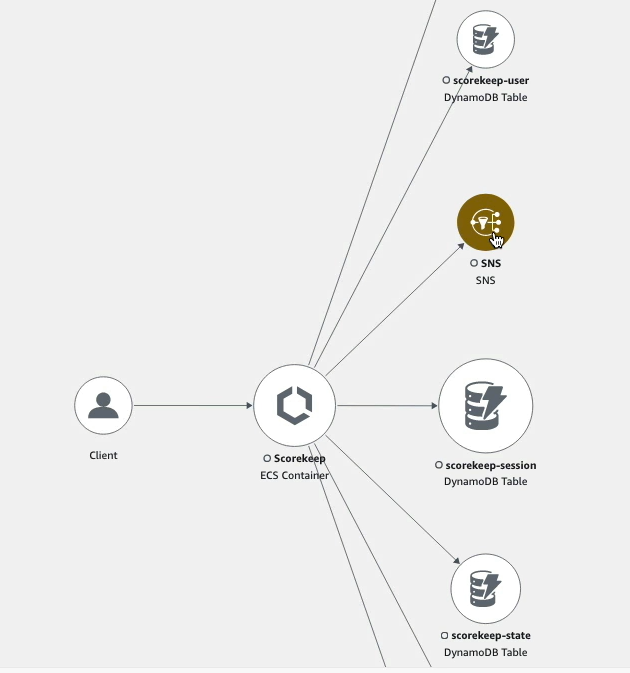 scorekeep-user
DynamoDB Table
SNS
SNS
Client
Scorekeep
ECS Container
scorekeep-session
DynamoDB Table
scorekeep-state
DynamoDB Table